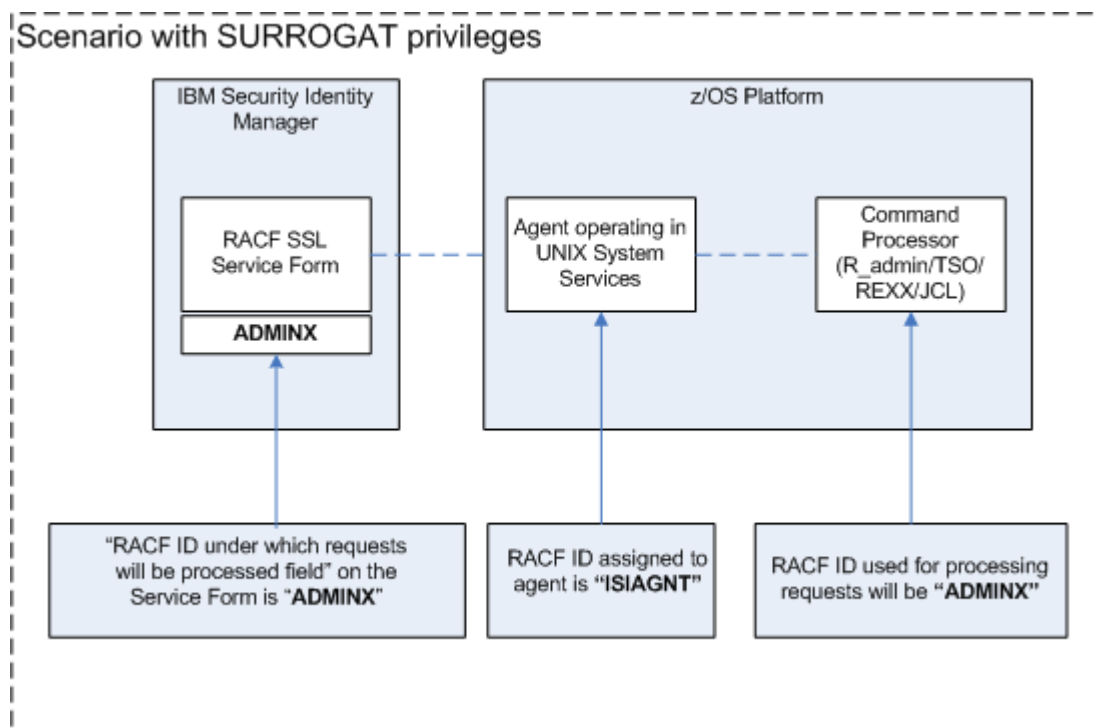 Scenario with SURROGAT privileges
IBM Security Identity
Manager
z/OS Platform
RACF SSL
Service Form
ADMINX
Agent operating in
UNIX System
Services
Command
Processor
(R_admin/TSO/
REXX/JCL)
“RACF ID under which requests
will be processed field” on the
Service Form is “ADMINX”
RACF ID assigned to
agent is “ISIAGNT”
RACF ID used for processing
requests will be “ADMINX”